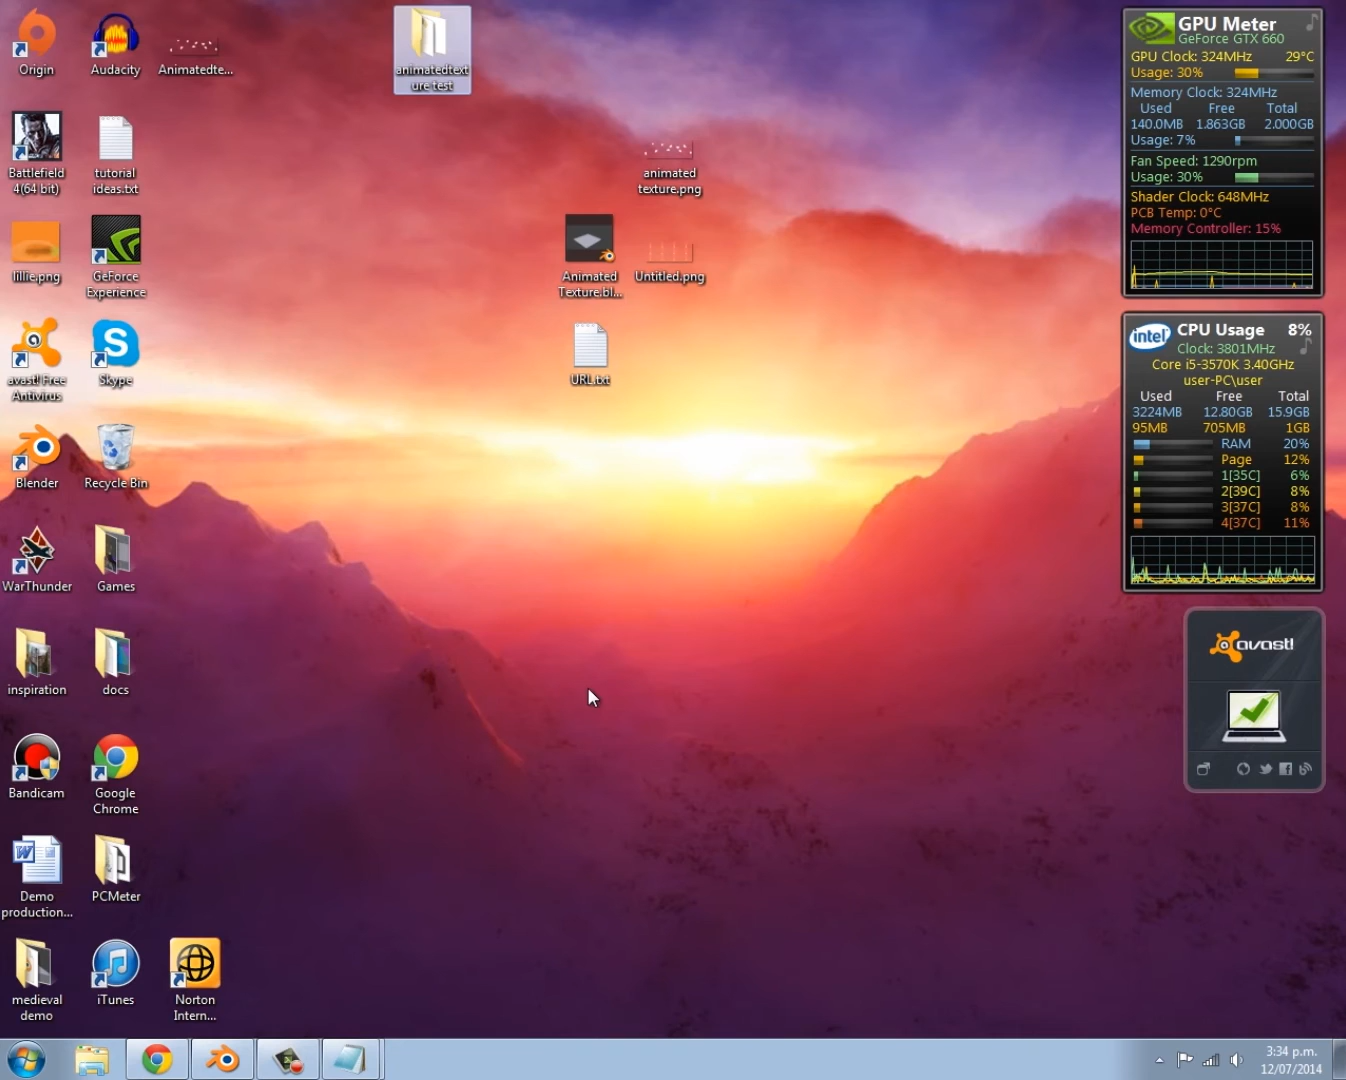 Origin
Audacity
Animatedte...
animatedtext
ure test
Battlefield
4(64 bit)
tutorial
ideas.txt
animated
texture.png
lillie.png
GeForce
Experience
Animated
Texture.bl...
Untitled.png
avast! Free
Antivirus
Skype
URL.txt
Blender
Recycle Bin
WarThunder
Games
inspiration
docs
Bandicam
Google
Chrome
Demo
production...
PCMeter
medieval
demo
iTunes
Norton
Intern...
GPU Meter
GeForce GTX 660
GPU Clock: 324MHz 29°C
Usage: 30%
Memory Clock: 324MHz
Used Free Total
140.0MB 1.863GB 2.000GB
Usage: 7%
Fan Speed: 1290rpm
Usage: 30%
Shader Clock: 648MHz
PCB Temp: 0°C
Memory Controller: 15%
intel
CPU Usage 8%
Clock: 3801MHz
Core i5-3570K 3.40GHz
user-PC\user
Used Free Total
3224MB 12.80GB 15.9GB
95MB 705MB 1GB
RAM 20%
Page 12%
1[35C] 6%
2[39C] 8%
3[37C] 8%
4[37C] 11%
avast!
3:34 p.m.
12/07/2014